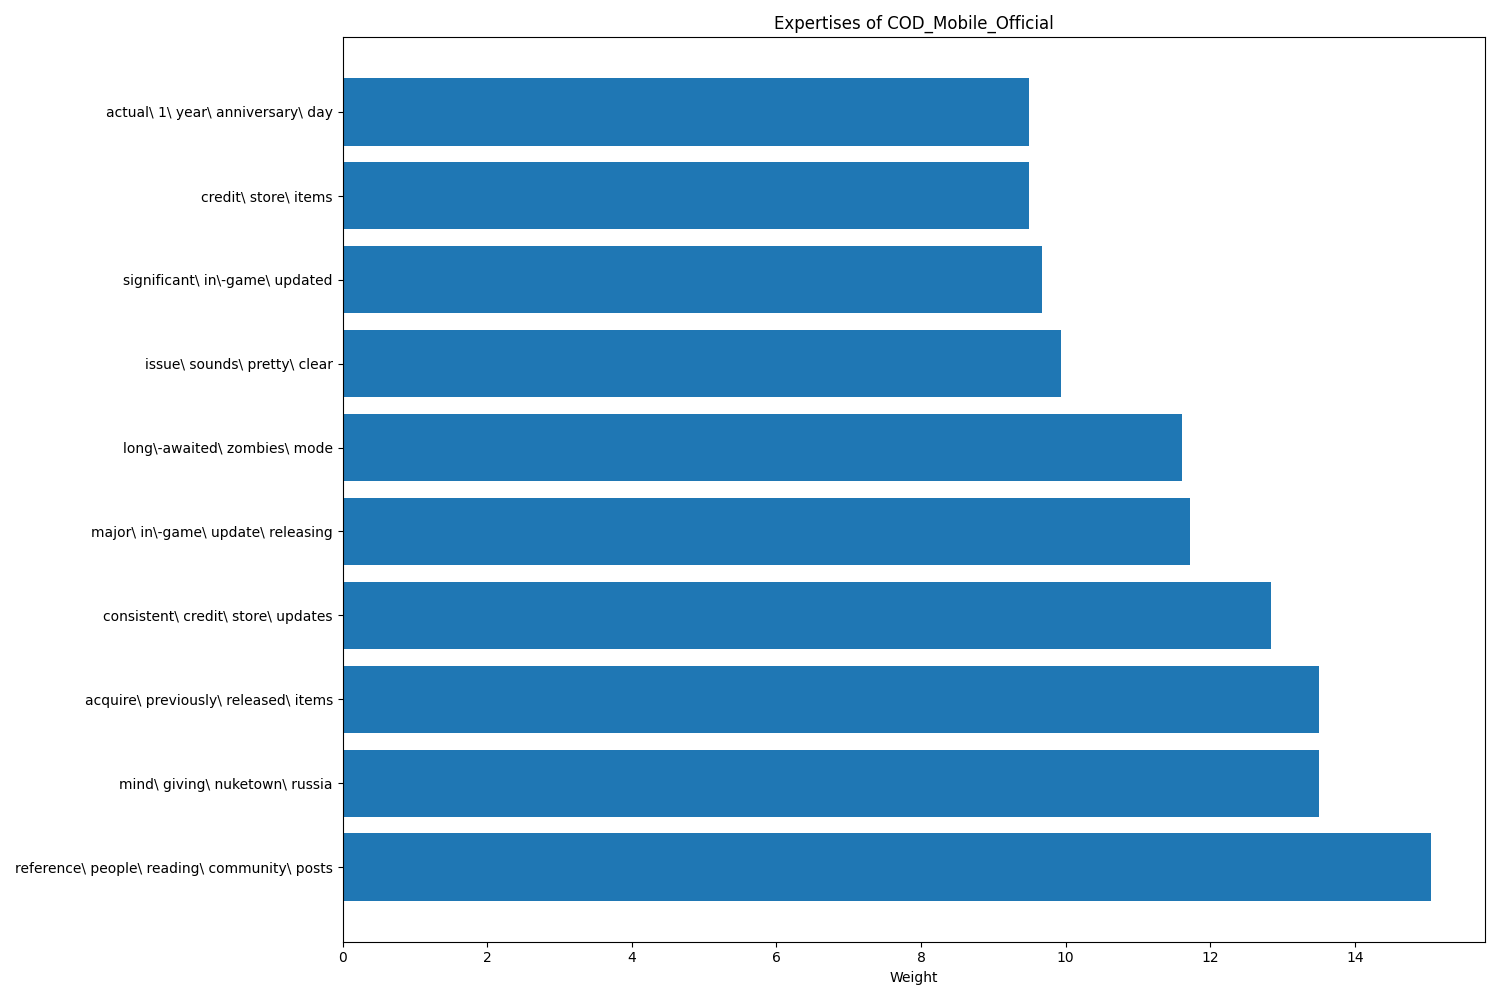 Expertises of COD_Mobile_Official
actual\ 1\ year\ anniversary\ day
credit\ store\ items
significant\ in\-game\ updated
issue\ sounds\ pretty\ clear
long\-awaited\ zombies\ mode
major\ in\-game\ update\ releasing
consistent\ credit\ store\ updates
acquire\ previously\ released\ items
mind\ giving\ nuketown\ russia
reference\ people\ reading\ community\ posts
0 2 4 6 8 10 12 14
Weight